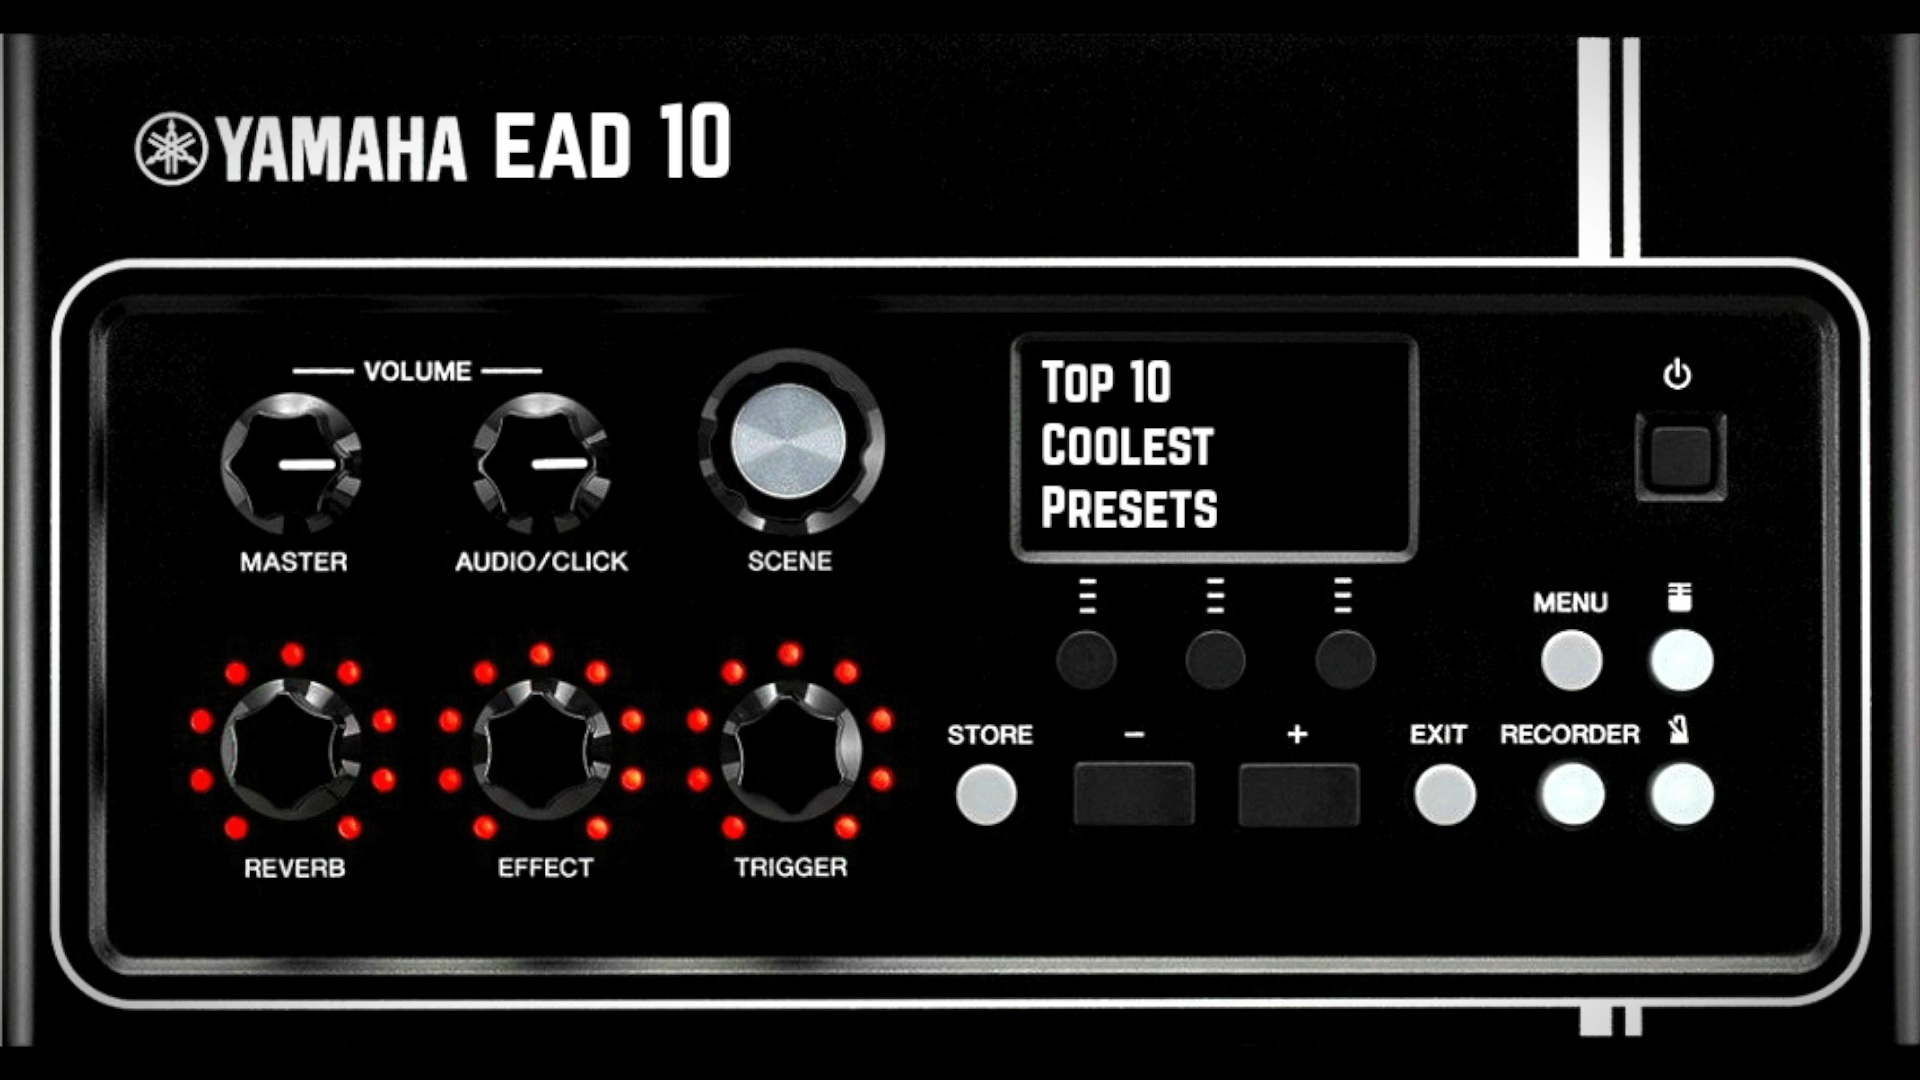 YAMAHA EAD 10
VOLUME
MASTER
AUDIO/CLICK
SCENE
Top 10
Coolest
Presets
MENU
STORE
-
+
EXIT
RECORDER
REVERB
EFFECT
TRIGGER